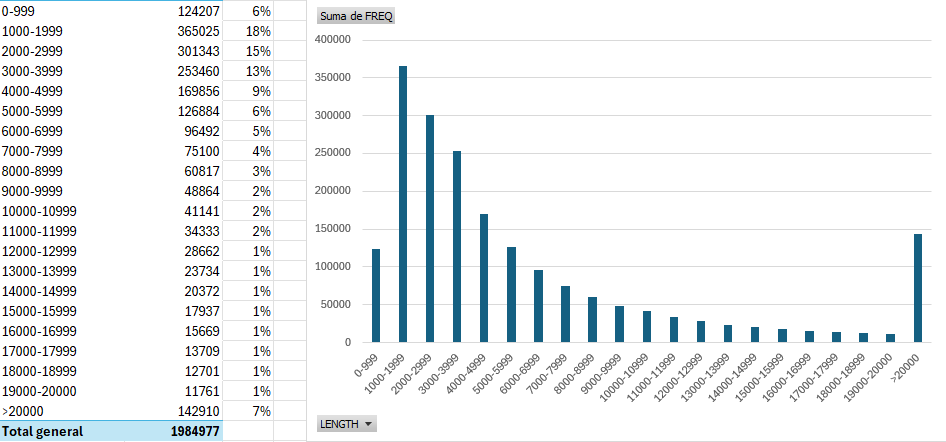 0-999 124207 6%
1000-1999 365025 18%
2000-2999 301343 15%
3000-3999 253460 13%
4000-4999 169856 9%
5000-5999 126884 6%
6000-6999 96492 5%
7000-7999 75100 4%
8000-8999 60817 3%
9000-9999 48864 2%
10000-10999 41141 2%
11000-11999 34333 2%
12000-12999 28662 1%
13000-13999 23734 1%
14000-14999 20372 1%
15000-15999 17937 1%
16000-16999 15669 1%
17000-17999 13709 1%
18000-18999 12701 1%
19000-20000 11761 1%
>20000 142910 7%
Total general 1984977
Suma de FREQ
400000
350000
300000
250000
200000
150000
100000
50000
0
0-999
1000-1999
2000-2999
3000-3999
4000-4999
5000-5999
6000-6999
7000-7999
8000-8999
9000-9999
10000-10999
11000-11999
12000-12999
13000-13999
14000-14999
15000-15999
16000-16999
17000-17999
18000-18999
19000-20000
>20000
LENGTH